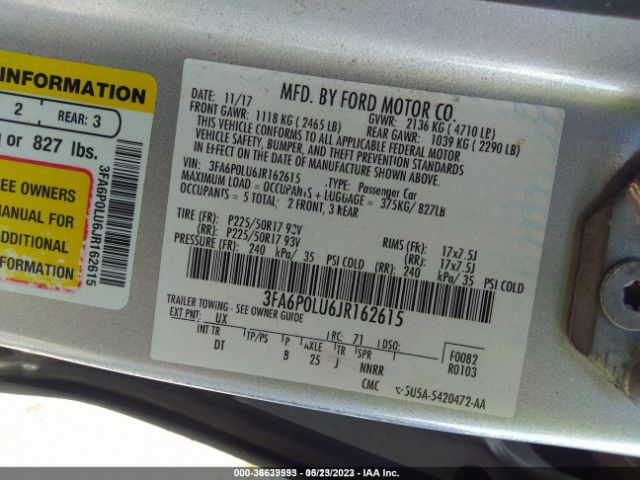 INFORMATION
2 REAR: 3
or 827 lbs.
SEE OWNERS
MANUAL FOR
ADDITIONAL
INFORMATION
3FA6P0LU6JR162615
MFD. BY FORD MOTOR CO.
DATE: 11/17 GVWR: 2136 KG ( 4710 LB)
FRONT GAWR: 1118 KG ( 2465 LB) REAR GAWR: 1039 KG ( 2290 LB)
THIS VEHICLE CONFORMS TO ALL APPLICABLE FEDERAL MOTOR
VEHICLE SAFETY, BUMPER, AND THEFT PREVENTION STANDARDS
IN EFFECT ON THE DATE OF MANUFACTURE SHOWN ABOVE.
VEHICLE: 3FA6P0LU6JR162615 TYPE: Passenger Car
MAXIMUM LOAD = OCCUPANTS + LUGGAGE = 375KG/ 827LB
OCCUPANTS = 5 TOTAL: 2 FRONT, 3 REAR
TIRE (FR): P225/50R17 93V RIMS (FR): 17x7.5J
(RR): P225/50R17 93V (RR): 17x7.5J
PRESSURE (FR): 240 kPa/ 35 PSI COLD (RR): 240 kPa/ 35 PSI COLD
3FA6P0LU6JR162615
TRAILER TOWING - SEE OWNER GUIDE
EXT PNT: UX RC: 71 DSO:
INT TR TP/PS R AXLE TR SPR F0082
DT B 25 J NNRR R0103
CMC 5U5A-5420472-AA
000-36639593 - 05/23/2023 - IAA Inc.